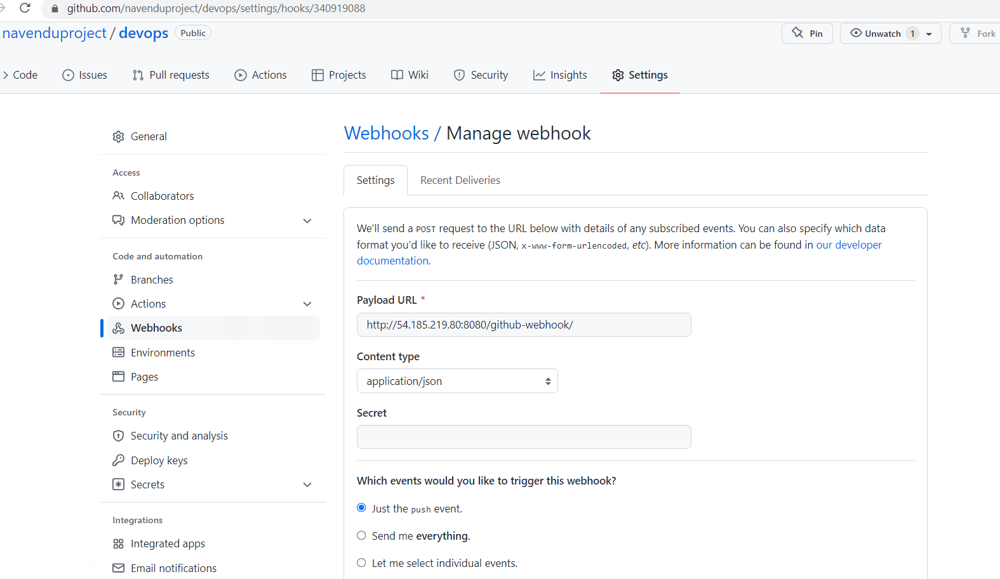 github.com/navenduproject/devops/settings/hooks/340919088
navenduproject / devops Public
Pin
Unwatch 1
Fork
Code
Issues
Pull requests
Actions
Projects
Wiki
Security
Insights
Settings
General
Access
Collaborators
Moderation options
Code and automation
Branches
Actions
Webhooks
Environments
Pages
Security
Security and analysis
Deploy keys
Secrets
Integrations
Integrated apps
Email notifications
Webhooks / Manage webhook
Settings
Recent Deliveries
We'll send a POST request to the URL below with details of any subscribed events. You can also specify which data
format you'd like to receive (JSON, x-www-form-urlencoded, etc). More information can be found in our developer
documentation.
Payload URL *
http://54.185.219.80:8080/github-webhook/
Content type
application/json
Secret
Which events would you like to trigger this webhook?
Just the push event.
Send me everything.
Let me select individual events.